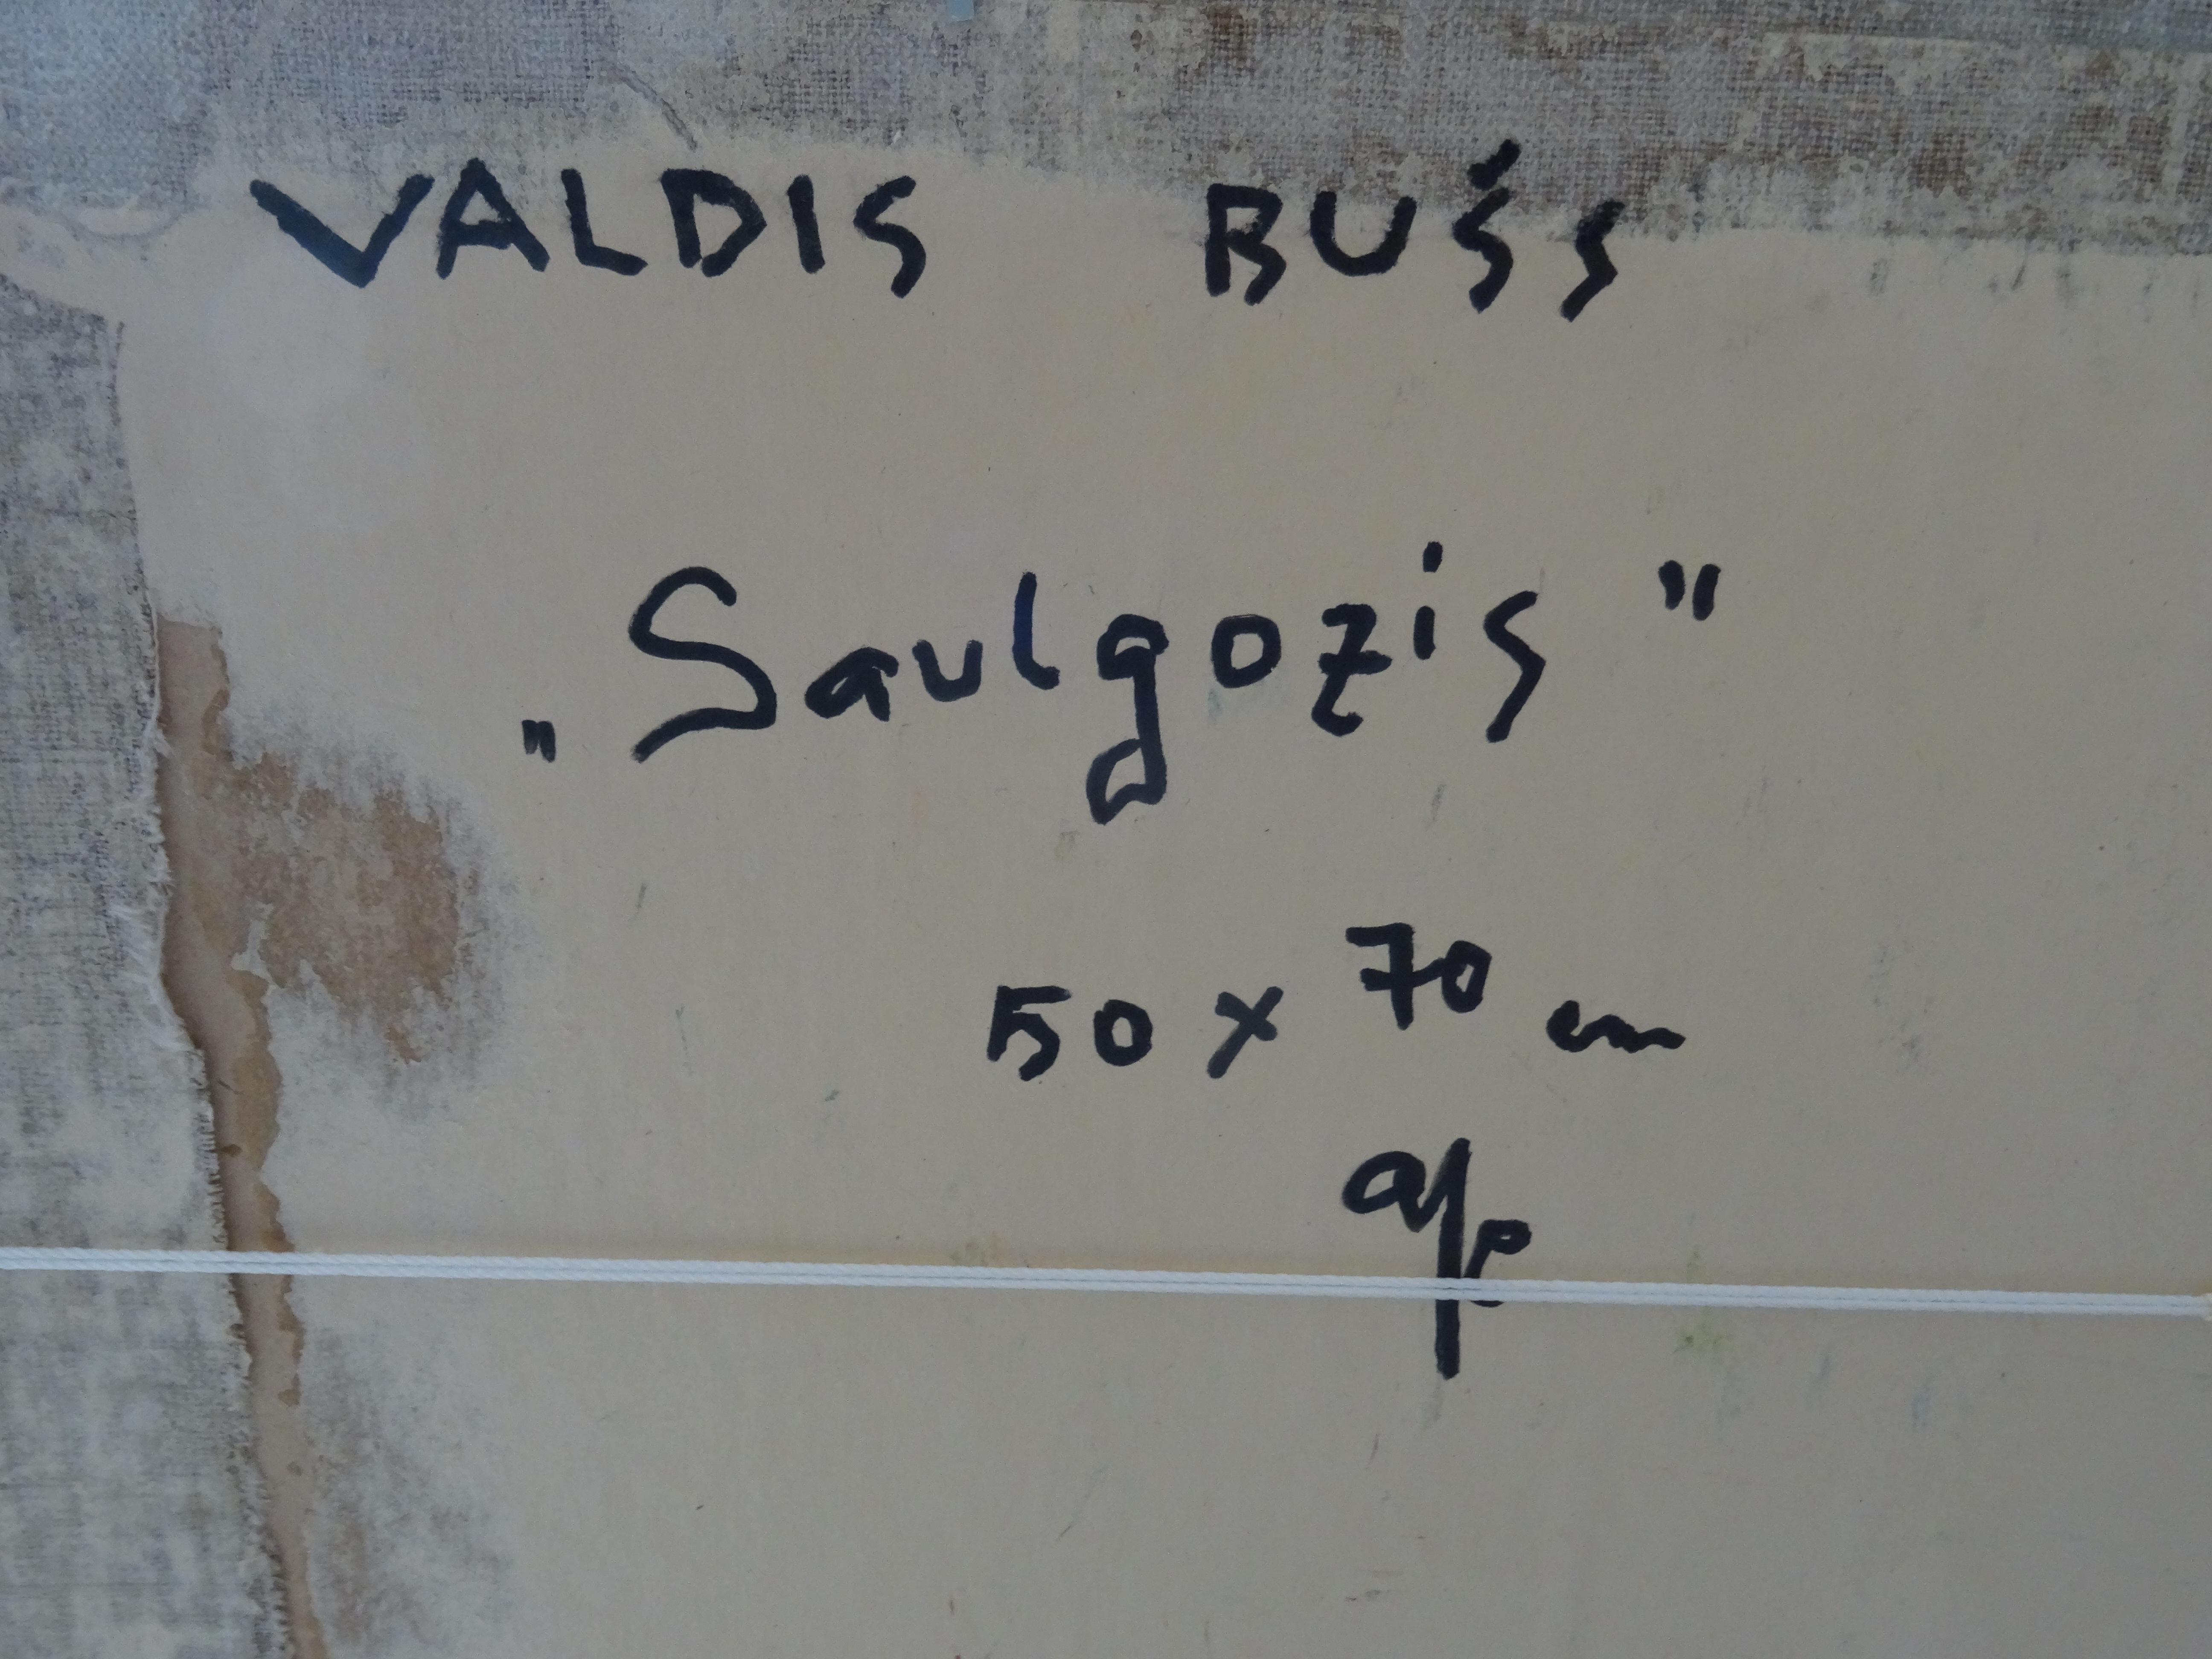 VALDIS BUŠS
„Saulgozis"
50 x 70 cm
a/p